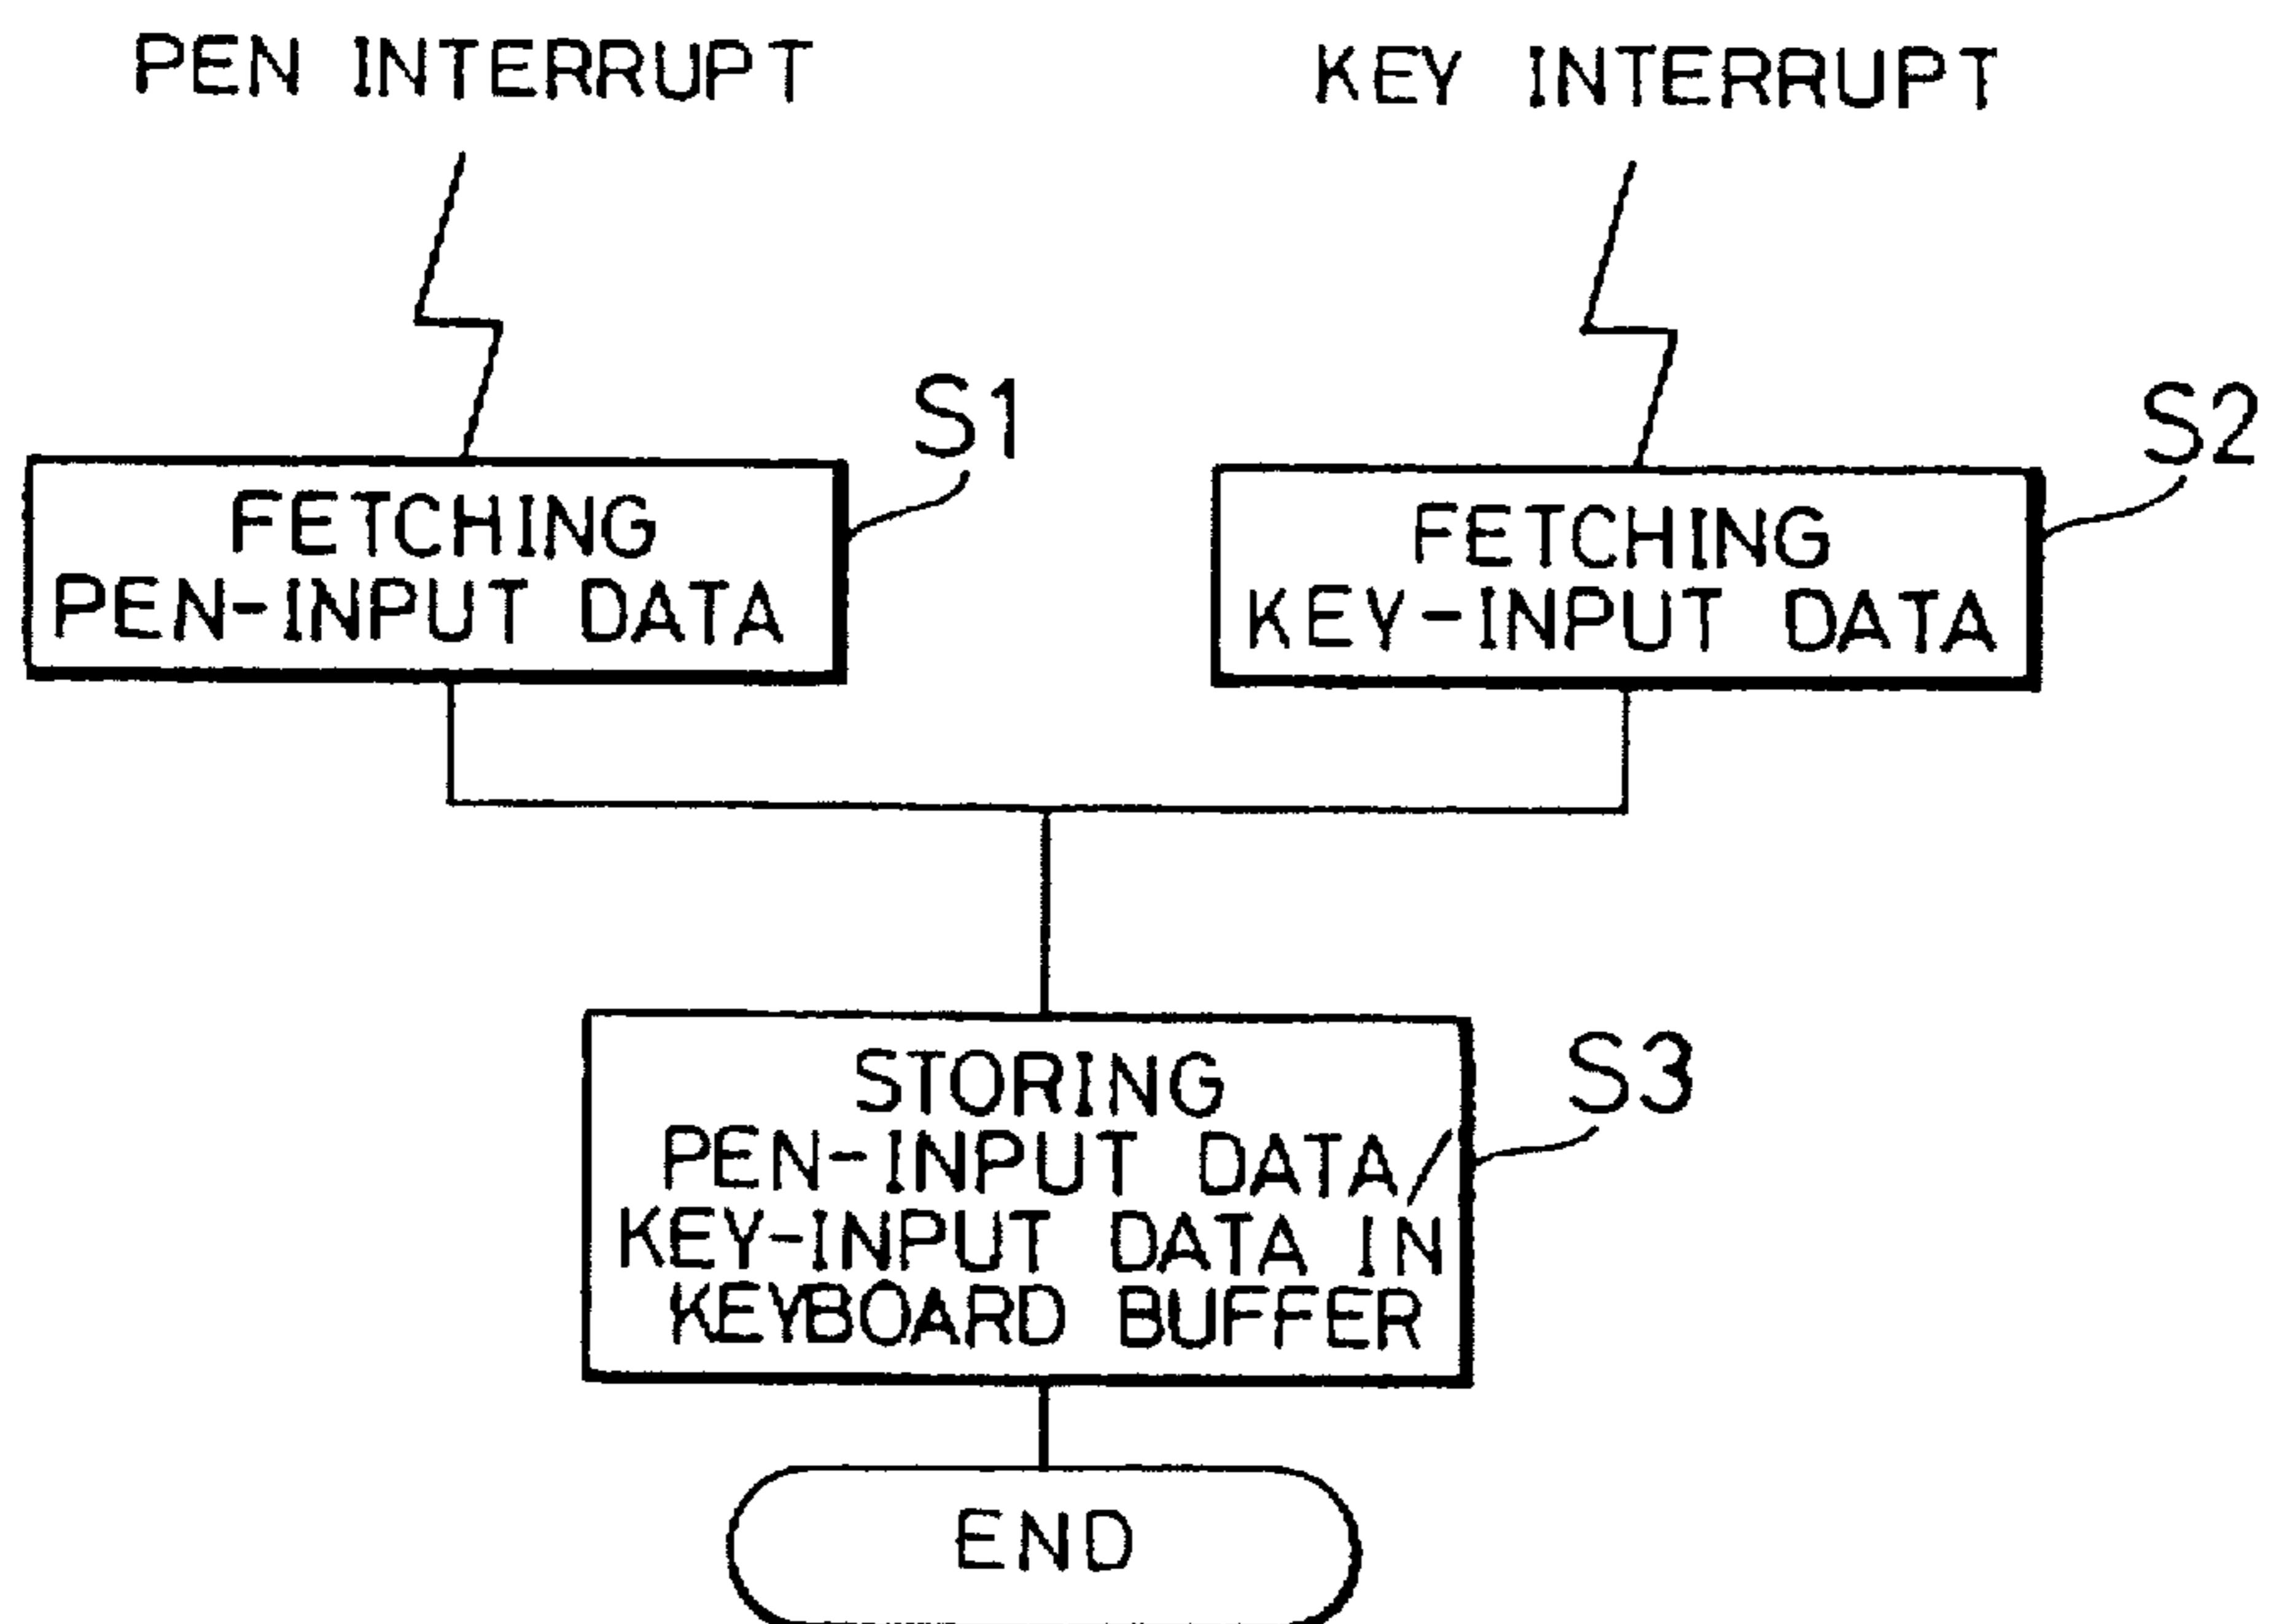 PEN INTERRUPT
KEY INTERRUPT
S1
S2
FETCHING
PEN-INPUT DATA
FETCHING
KEY-INPUT DATA
STORING
PEN-INPUT DATA/
KEY-INPUT DATA IN
KEYBOARD BUFFER
S3
END